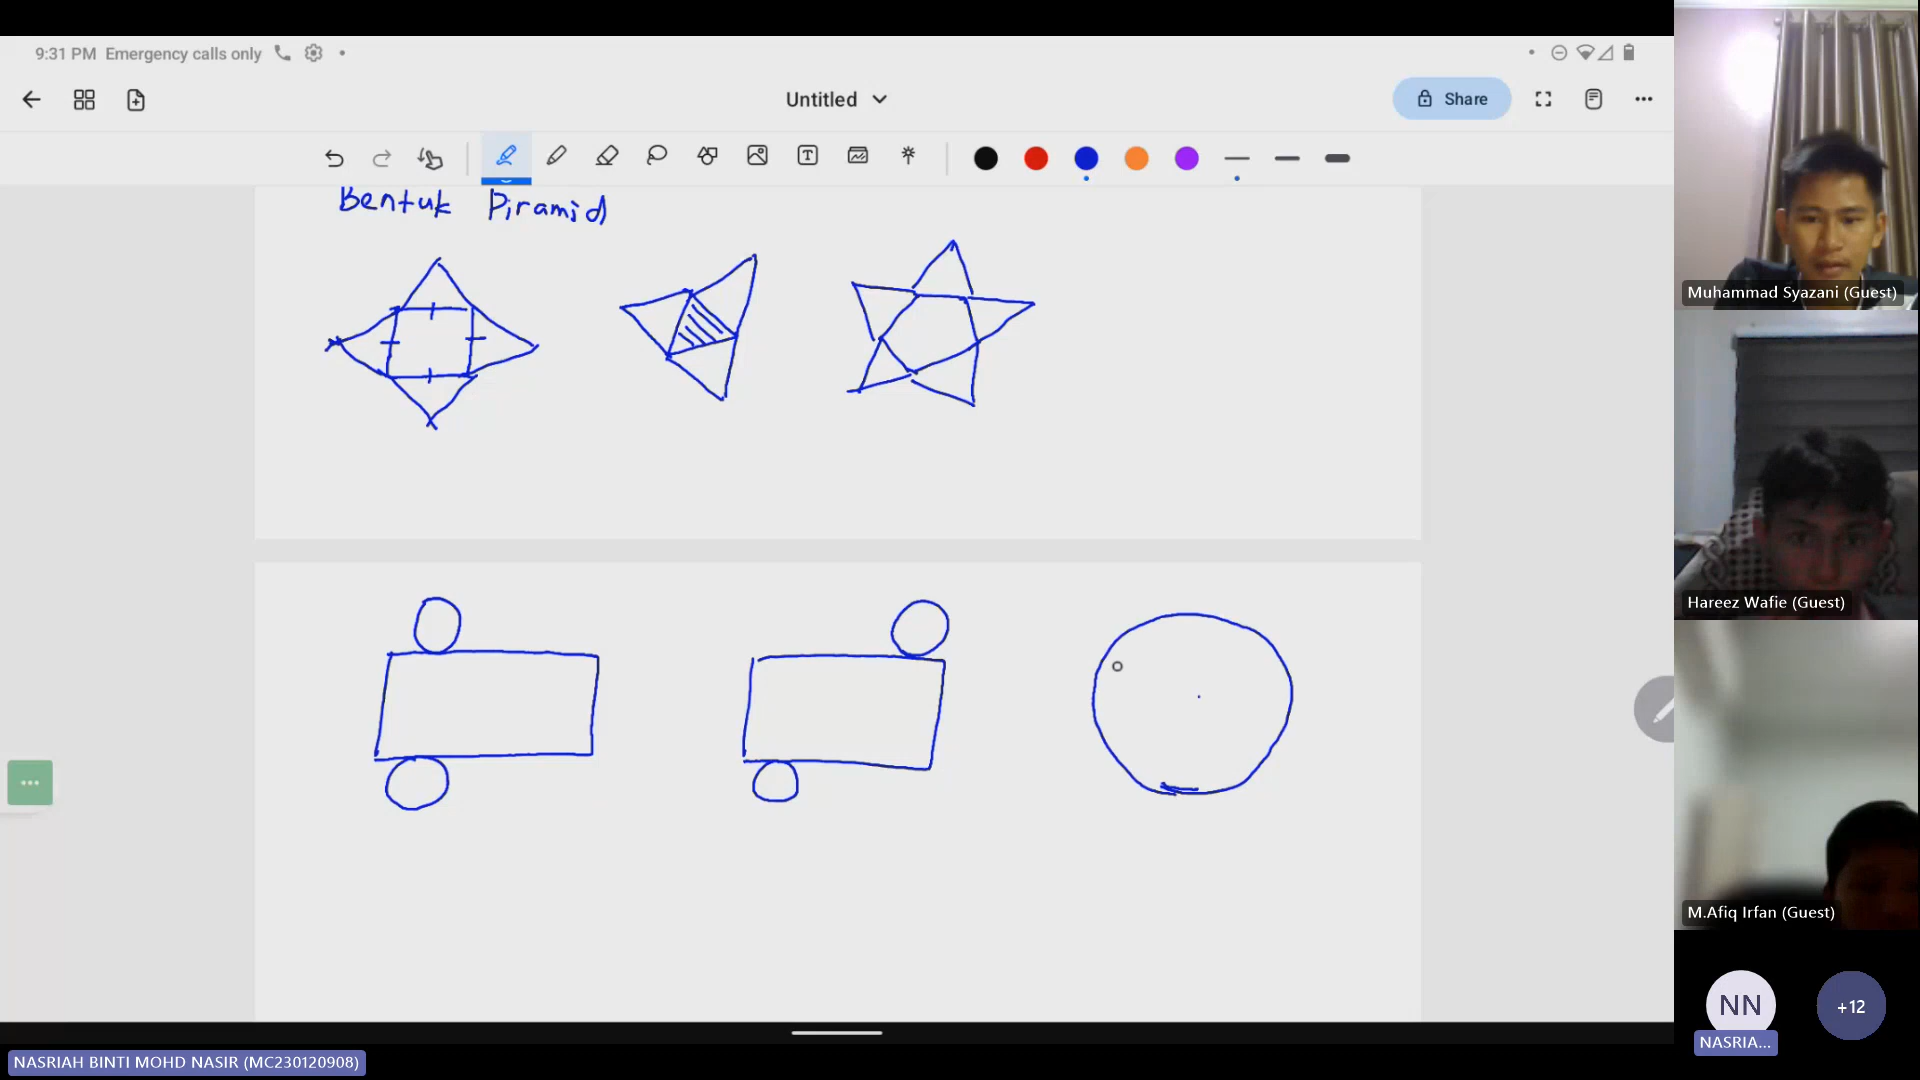 9:31 PM Emergency calls only
Untitled
Share
Bentuk Piramid
Muhammad Syazani (Guest)
Hareez Wafie (Guest)
M.Afiq Irfan (Guest)
NN
+12
NASRIA...
NASRIAH BINTI MOHD NASIR (MC230120908)